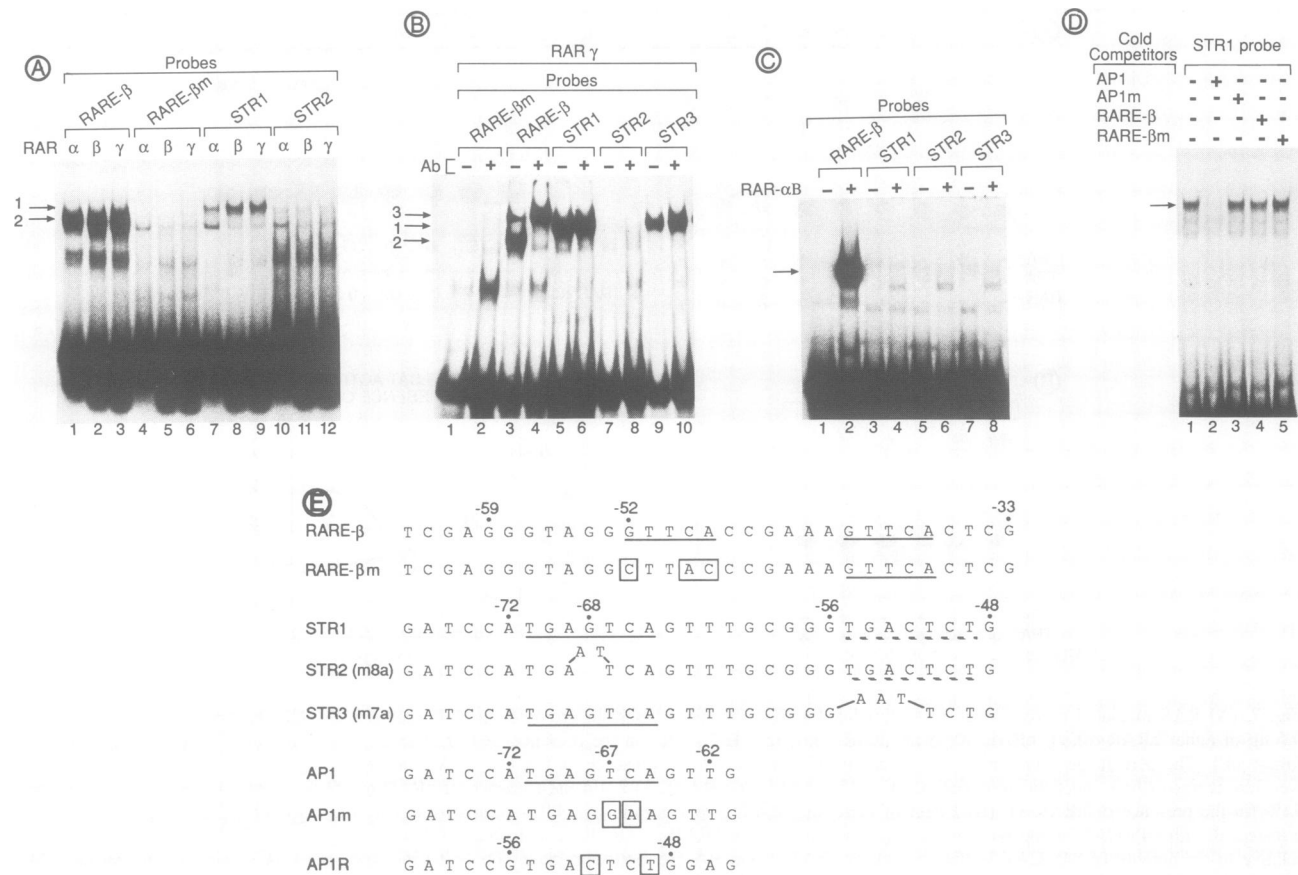 A
Probes
RARE-β RARE-βm STR1 STR2
RAR α β γ α β γ α β γ α β γ
1
2
1 2 3 4 5 6 7 8 9 10 11 12
B
RAR γ
Probes
RARE-βm RARE-β STR1 STR2 STR3
Ab - + - + - + - + - +
3
1
2
1 2 3 4 5 6 7 8 9 10
C
Probes
RARE-β STR1 STR2 STR3
RAR-αB - + - + - + - +
1 2 3 4 5 6 7 8
D
Cold Competitors
STR1 probe
AP1 - + - - -
AP1m - - + - -
RARE-β - - - + -
RARE-βm - - - - +
1 2 3 4 5
E
-59 -52 -33
RARE-β T C G A G G G T A G G G T T C A C C G A A A G T T C A C T C G
RARE-βm T C G A G G G T A G G C T T A C C C G A A A G T T C A C T C G
-72 -68 -56 -48
STR1 G A T C C A T G A G T C A G T T T G C G G G T G A C T C T G
A T
STR2 (m8a) G A T C C A T G A T C A G T T T G C G G G T G A C T C T G
A A T
STR3 (m7a) G A T C C A T G A G T C A G T T T G C G G G T C T G
-72 -67 -62
AP1 G A T C C A T G A G T C A G T T G
AP1m G A T C C A T G A G G A A G T T G
-56 -48
AP1R G A T C C G T G A C T C T G G A G